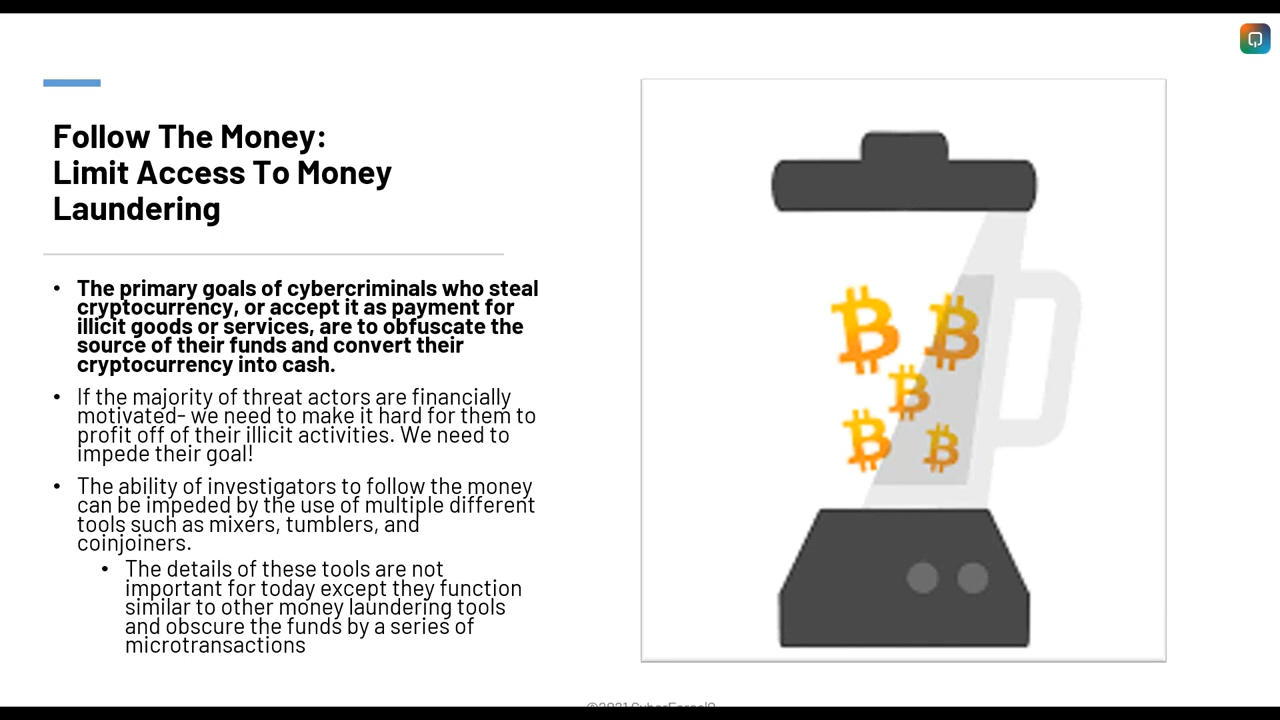 Follow The Money:
Limit Access To Money
Laundering
• The primary goals of cybercriminals who steal
cryptocurrency, or accept it as payment for
illicit goods or services, are to obfuscate the
source of their funds and convert their
cryptocurrency into cash.
• If the majority of threat actors are financially
motivated- we need to make it hard for them to
profit off of their illicit activities. We need to
impede their goal!
• The ability of investigators to follow the money
can be impeded by the use of multiple different
tools such as mixers, tumblers, and
coinjoiners.
• The details of these tools are not
important for today except they function
similar to other money laundering tools
and obscure the funds by a series of
microtransactions